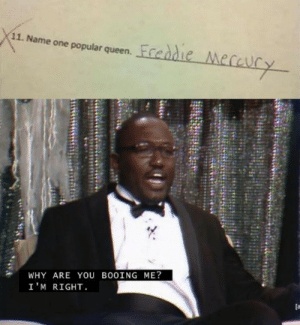 11. Name one popular queen. Freddie Mercury
WHY ARE YOU BOOING ME?
I'M RIGHT.